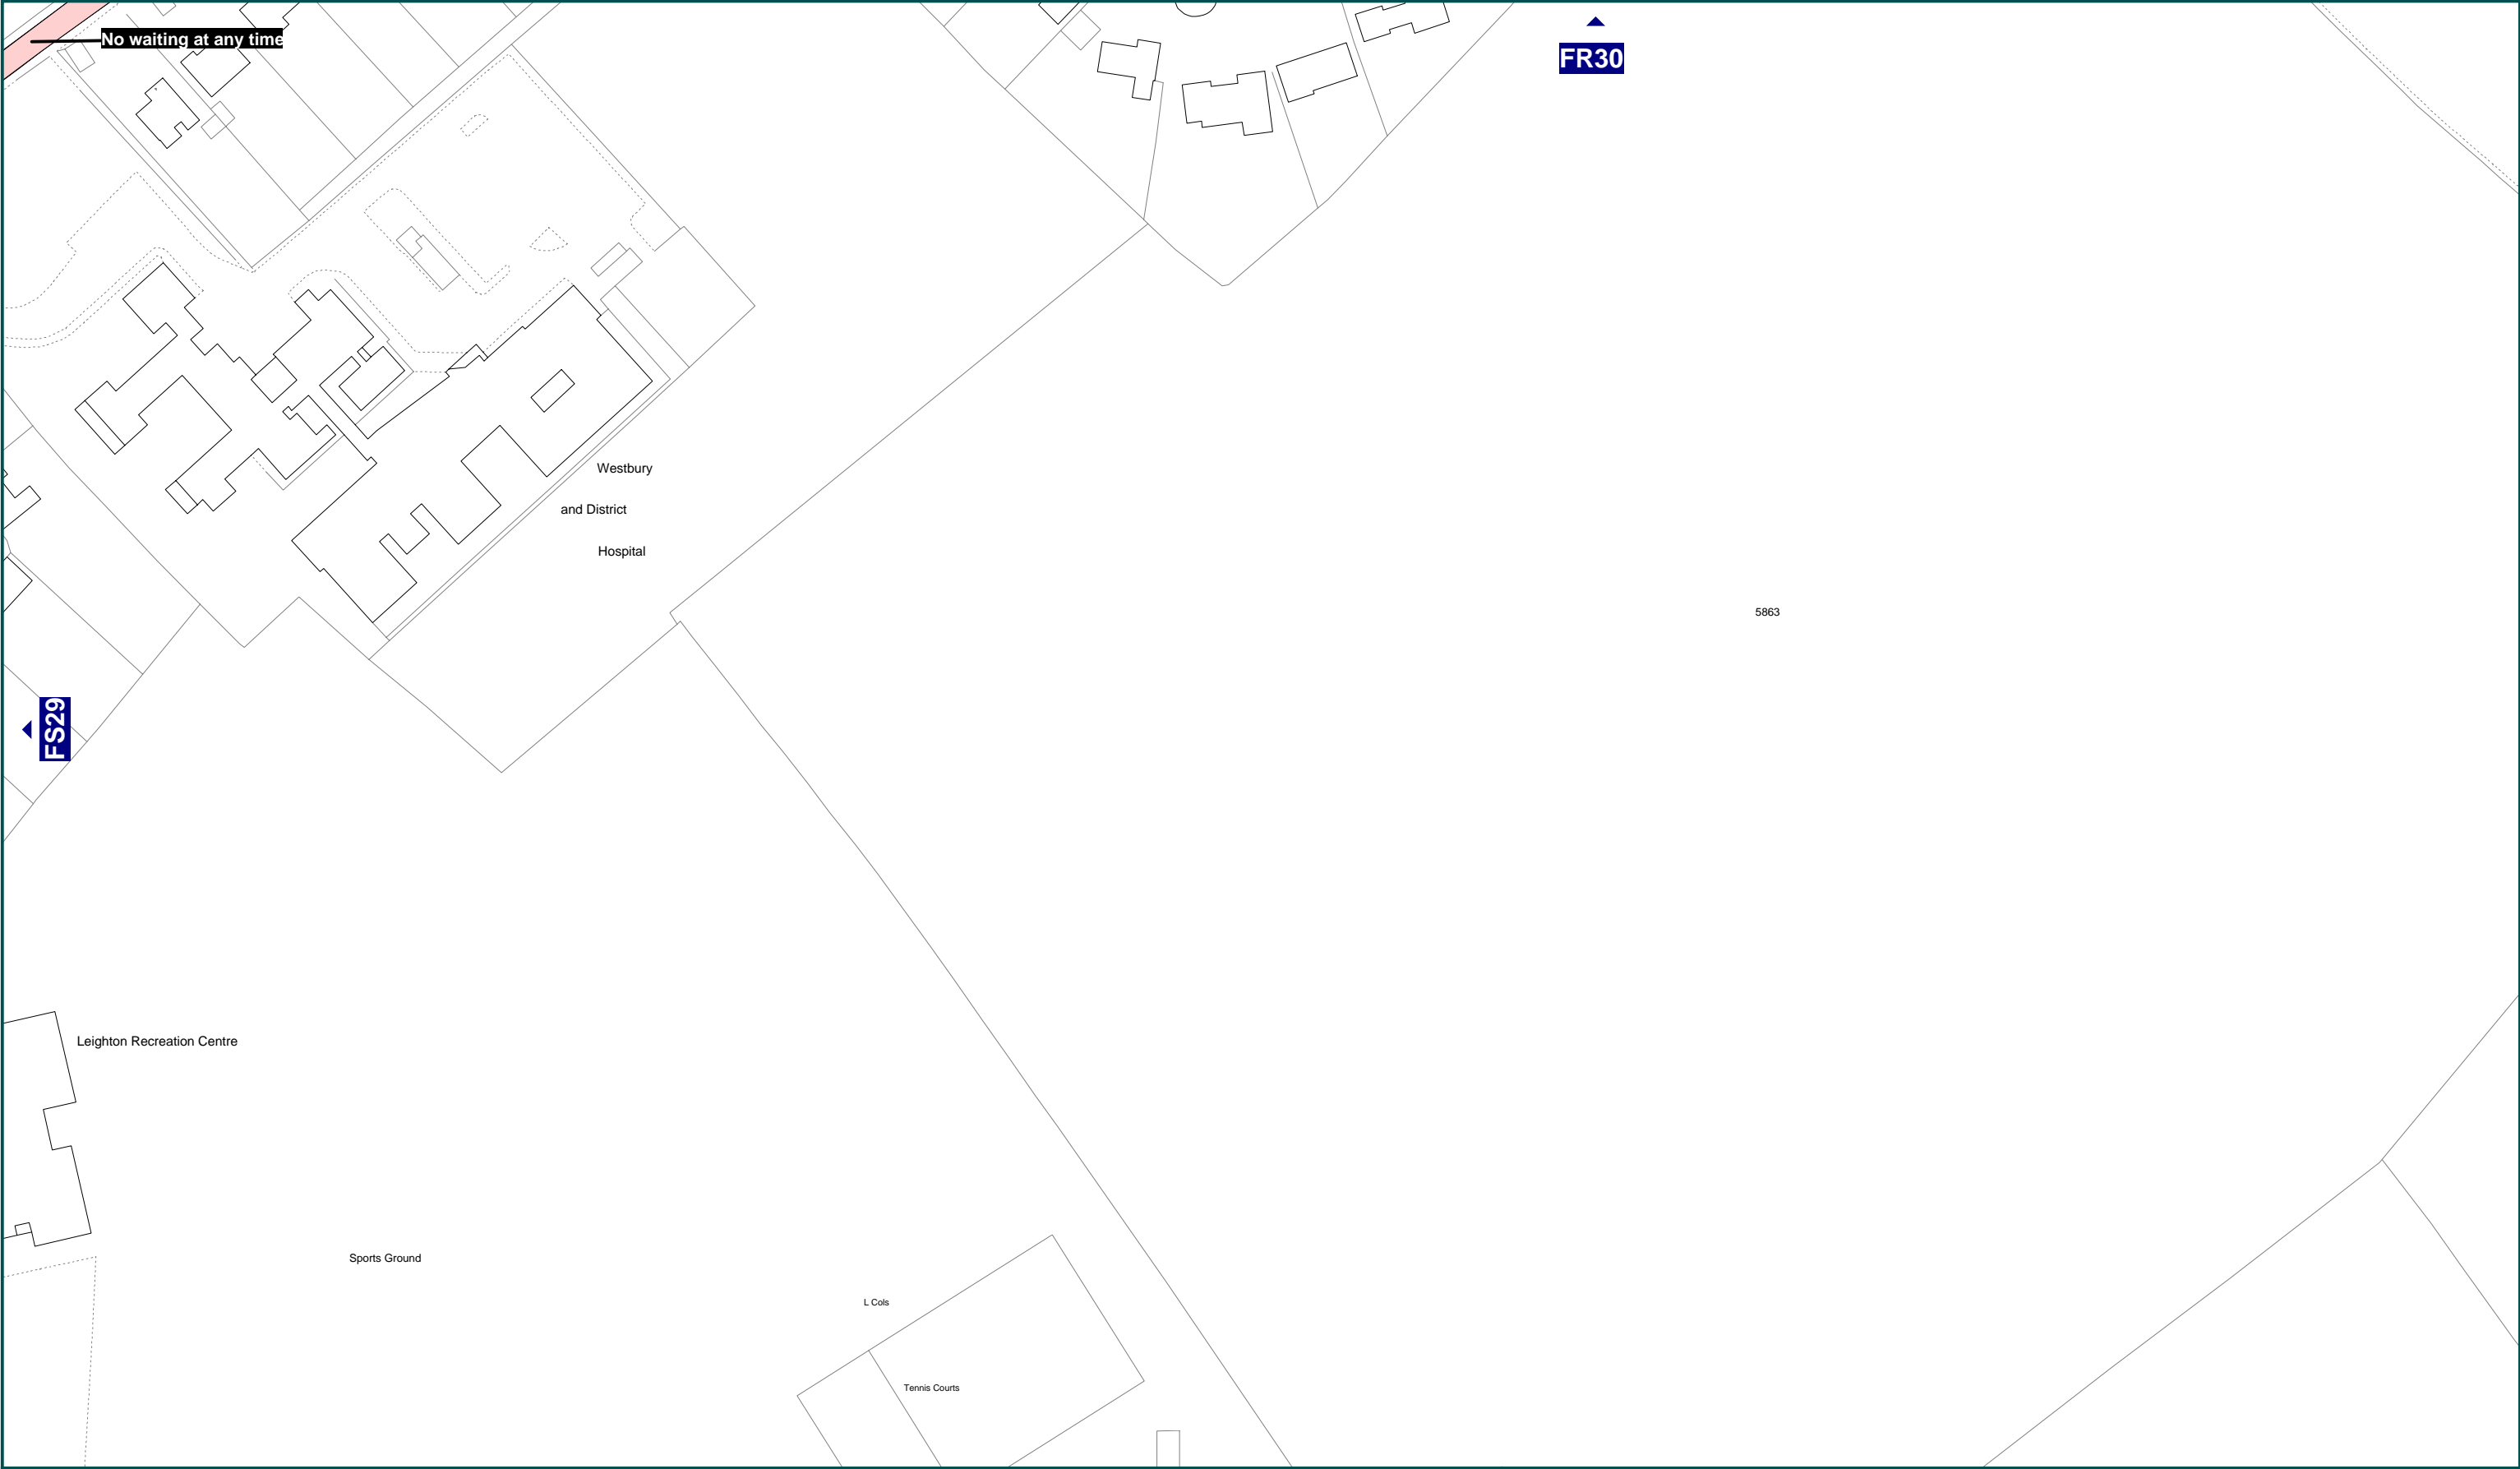 No waiting at any time
FR30
Westbury
and District
Hospital
5863
FS29
Leighton Recreation Centre
Sports Ground
L Cols
Tennis Courts